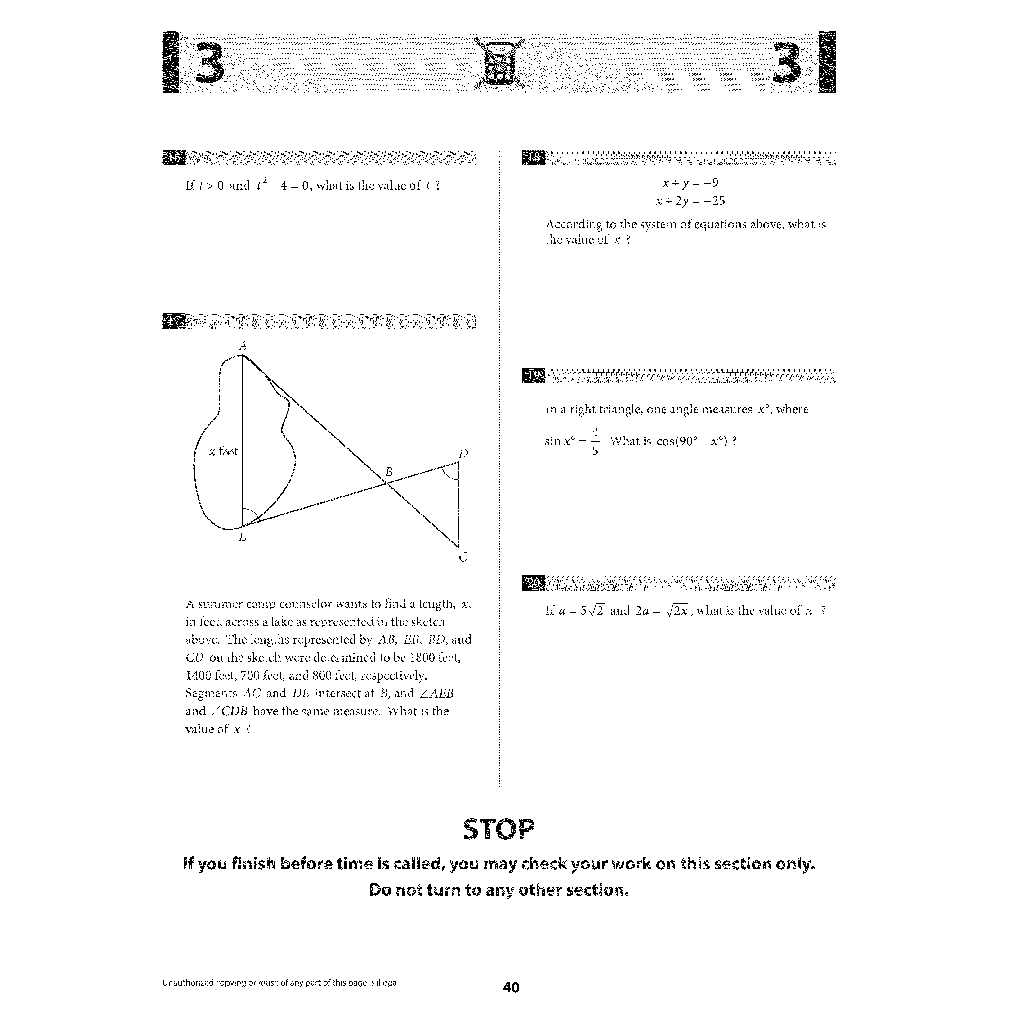 3 3
16
If t > 0 and t² − 4 = 0, what is the value of t ?
17
A
x feet
B
D
E
C
A summer camp counselor wants to find a length, x,
in feet, across a lake as represented in the sketch
above. The lengths represented by AB, EB, BD, and
CD on the sketch were determined to be 1800 feet,
1400 feet, 700 feet, and 800 feet, respectively.
Segments AC and DE intersect at B, and ∠AEB
and ∠CDB have the same measure. What is the
value of x ?
18
x + y = −9
x + 2y = −25
According to the system of equations above, what is
the value of x ?
19
In a right triangle, one angle measures x°, where
sin x° = 4/5. What is cos(90° − x°) ?
20
If a = 5√2 and 2a = √2x, what is the value of x ?
STOP
If you finish before time is called, you may check your work on this section only.
Do not turn to any other section.
Unauthorized copying or reuse of any part of this page is illegal.
40